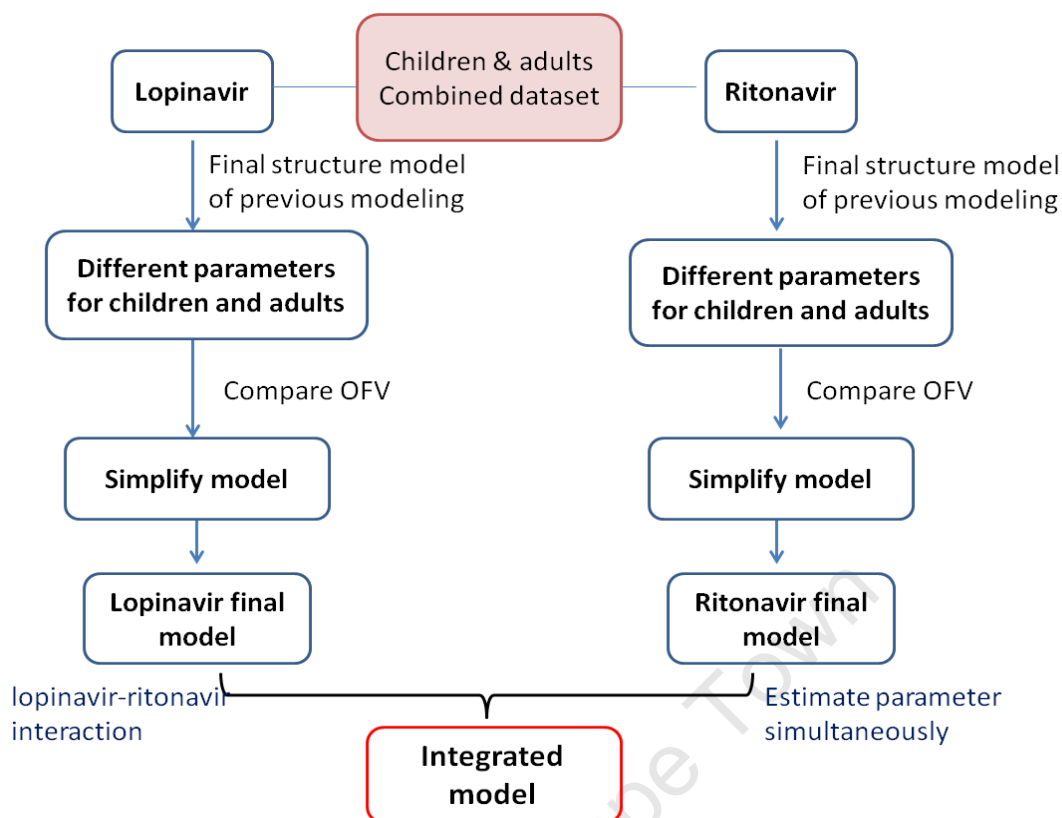 Children & adults
Combined dataset
Lopinavir
Ritonavir
Final structure model
of previous modeling
Final structure model
of previous modeling
Different parameters
for children and adults
Different parameters
for children and adults
Compare OFV
Compare OFV
Simplify model
Simplify model
Lopinavir final
model
Ritonavir final
model
lopinavir-ritonavir
interaction
Estimate parameter
simultaneously
Integrated
model
Town